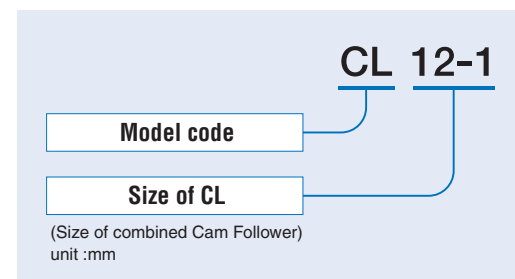 CL 12-1
Model code
Size of CL
(Size of combined Cam Follower)
unit :mm